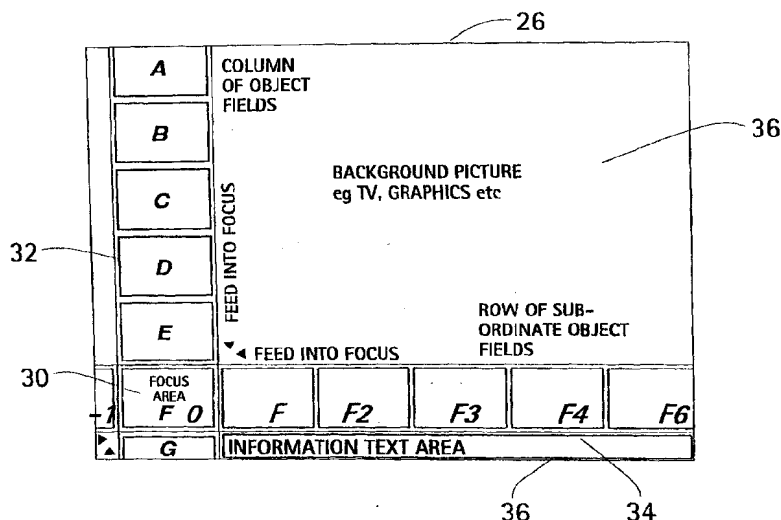 26
A
COLUMN
OF OBJECT
FIELDS
B
36
BACKGROUND PICTURE
eg TV, GRAPHICS etc
C
FEED INTO FOCUS
32
D
E
ROW OF SUB-
ORDINATE OBJECT
FIELDS
FEED INTO FOCUS
30
FOCUS
AREA
-1 F 0 F F2 F3 F4 F6
G INFORMATION TEXT AREA
36 34